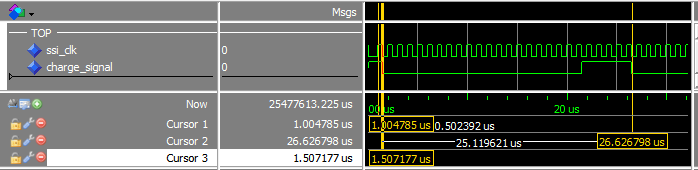 Msgs
TOP
ssi_clk 0
charge_signal 0
Now 25477613.225 us
Cursor 1 1.004785 us
Cursor 2 26.626798 us
Cursor 3 1.507177 us
00 us 20 us
1.004785 us 0.502392 us
25.119621 us 26.626798 us
1.507177 us